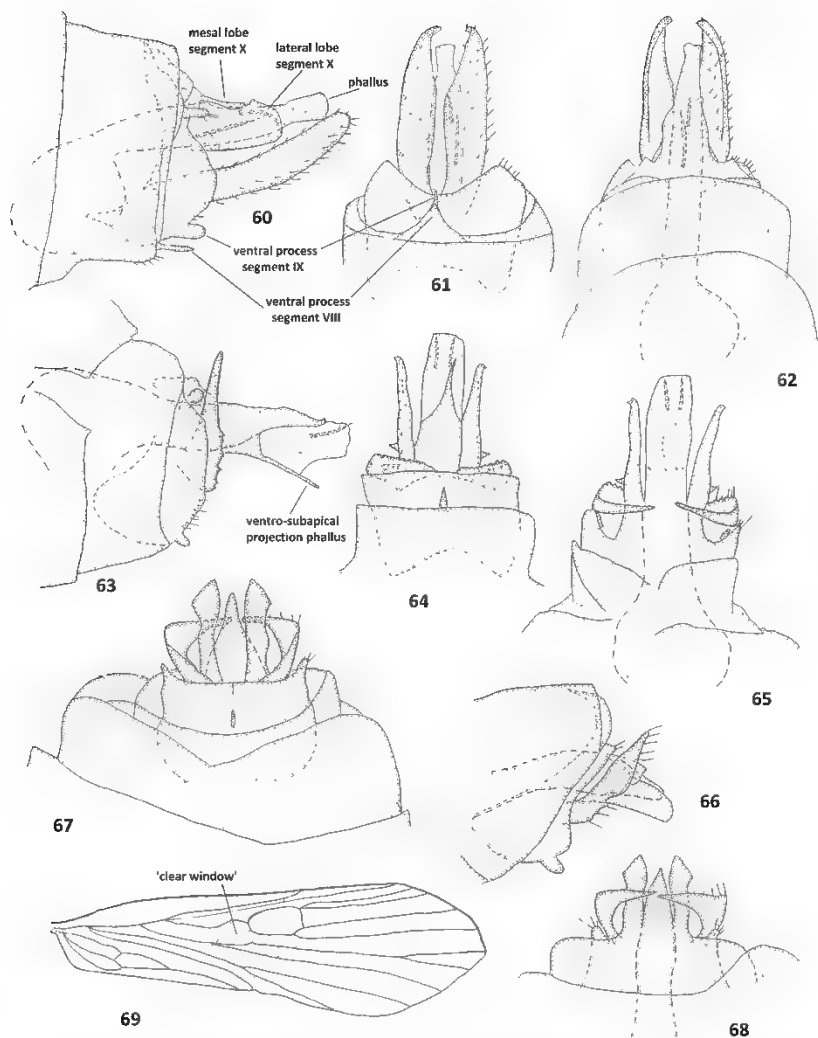 mesal lobe
segment X
lateral lobe
segment X
phallus
60
ventral process
segment IX
ventral process
segment VIII
61
62
63
ventro-subapical
projection phallus
64
65
67
66
'clear window'
69
68